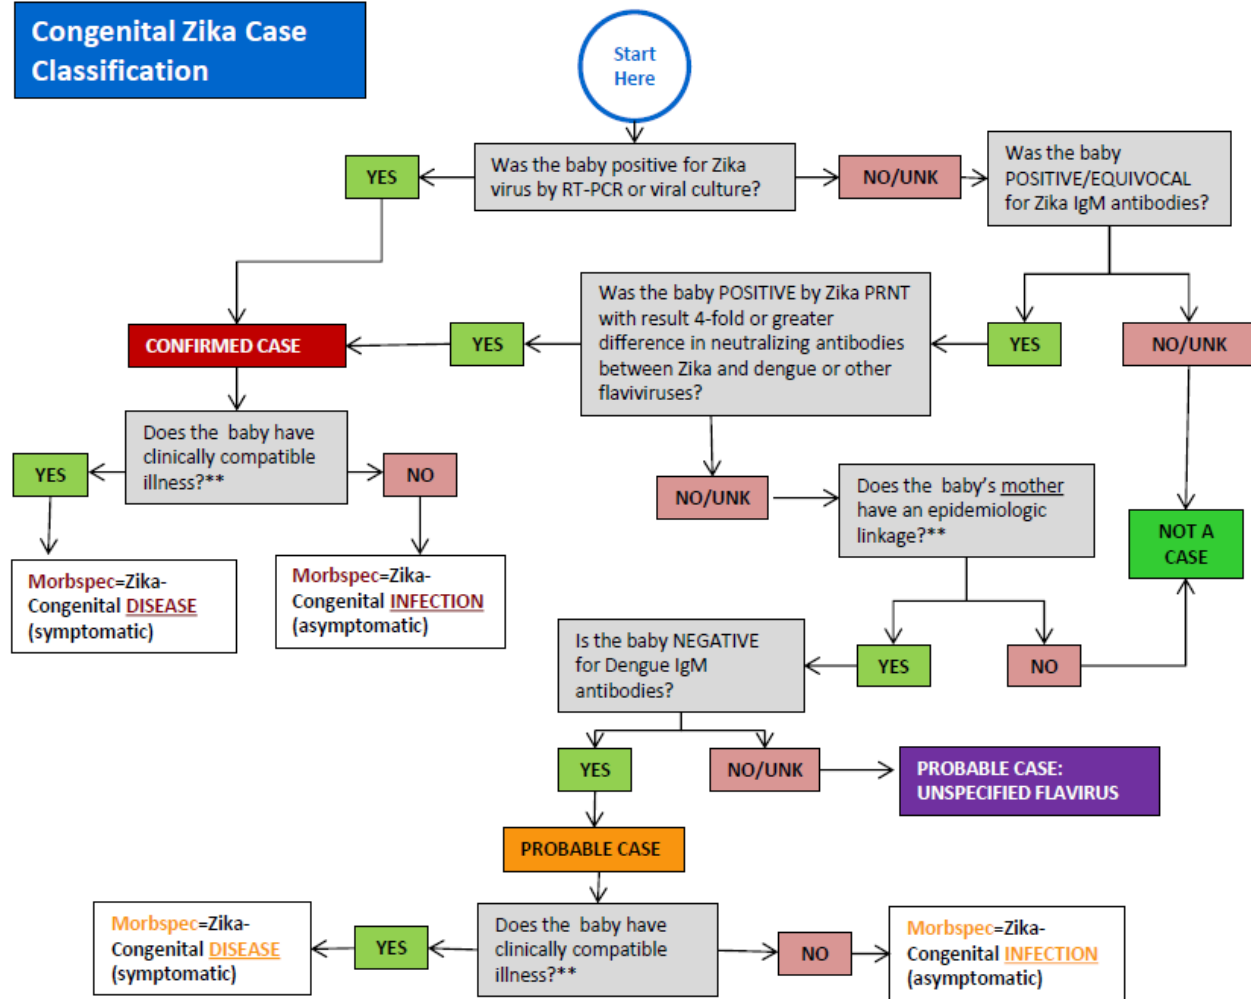 Congenital Zika Case
Classification
Start
Here
Was the baby positive for Zika
virus by RT-PCR or viral culture?
YES
NO/UNK
Was the baby
POSITIVE/EQUIVOCAL
for Zika IgM antibodies?
YES
NO/UNK
Was the baby POSITIVE by Zika PRNT
with result 4-fold or greater
difference in neutralizing antibodies
between Zika and dengue or other
flaviviruses?
YES
CONFIRMED CASE
Does the baby have
clinically compatible
illness?**
YES
NO
Morbspec=Zika-
Congenital DISEASE
(symptomatic)
Morbspec=Zika-
Congenital INFECTION
(asymptomatic)
NO/UNK
Does the baby's mother
have an epidemiologic
linkage?**
NOT A
CASE
YES
NO
Is the baby NEGATIVE
for Dengue IgM
antibodies?
YES
NO/UNK
PROBABLE CASE:
UNSPECIFIED FLAVIRUS
PROBABLE CASE
Does the baby have
clinically compatible
illness?**
YES
NO
Morbspec=Zika-
Congenital DISEASE
(symptomatic)
Morbspec=Zika-
Congenital INFECTION
(asymptomatic)